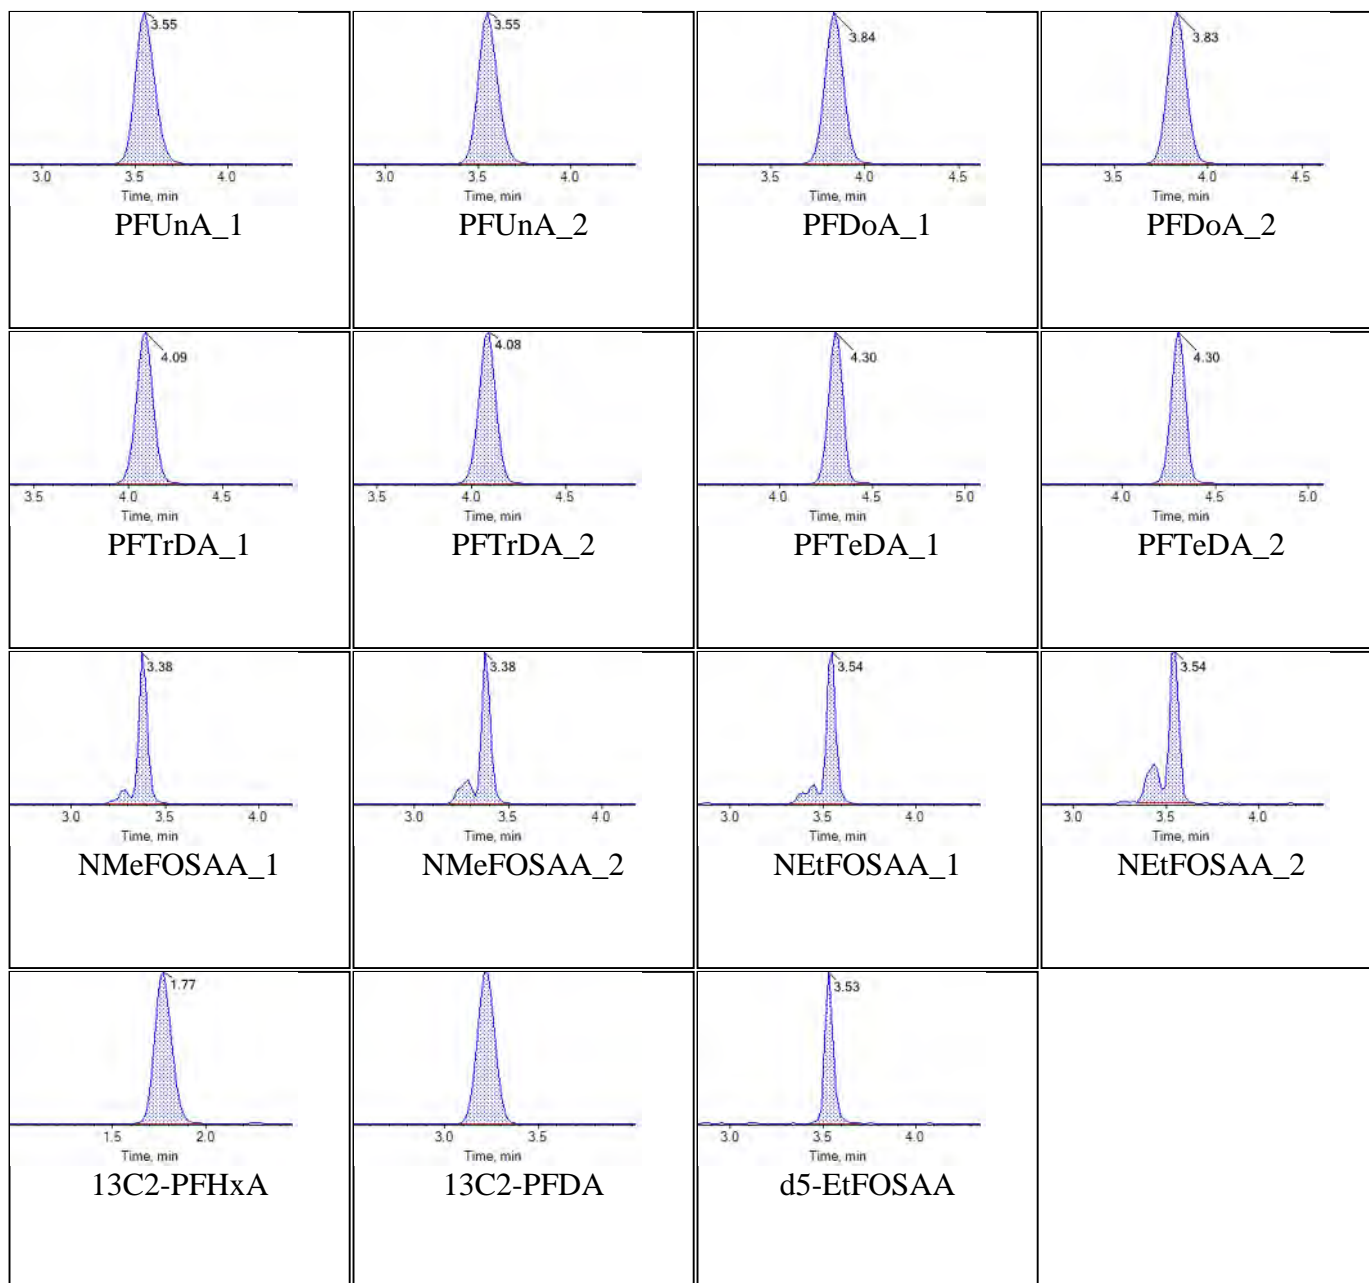 3.55
3.0 3.5 4.0
Time, min
PFUnA_1
3.55
3.0 3.5 4.0
Time, min
PFUnA_2
3.84
3.5 4.0 4.5
Time, min
PFDoA_1
3.83
3.5 4.0 4.5
Time, min
PFDoA_2
4.09
3.5 4.0 4.5
Time, min
PFTrDA_1
4.08
3.5 4.0 4.5
Time, min
PFTrDA_2
4.30
4.0 4.5 5.0
Time, min
PFTeDA_1
4.30
4.0 4.5 5.0
Time, min
PFTeDA_2
3.38
3.0 3.5 4.0
Time, min
NMeFOSAA_1
3.38
3.0 3.5 4.0
Time, min
NMeFOSAA_2
3.54
3.0 3.5 4.0
Time, min
NEtFOSAA_1
3.54
3.0 3.5 4.0
Time, min
NEtFOSAA_2
1.77
1.5 2.0
Time, min
13C2-PFHxA
3.0 3.5
Time, min
13C2-PFDA
3.53
3.0 3.5 4.0
Time, min
d5-EtFOSAA